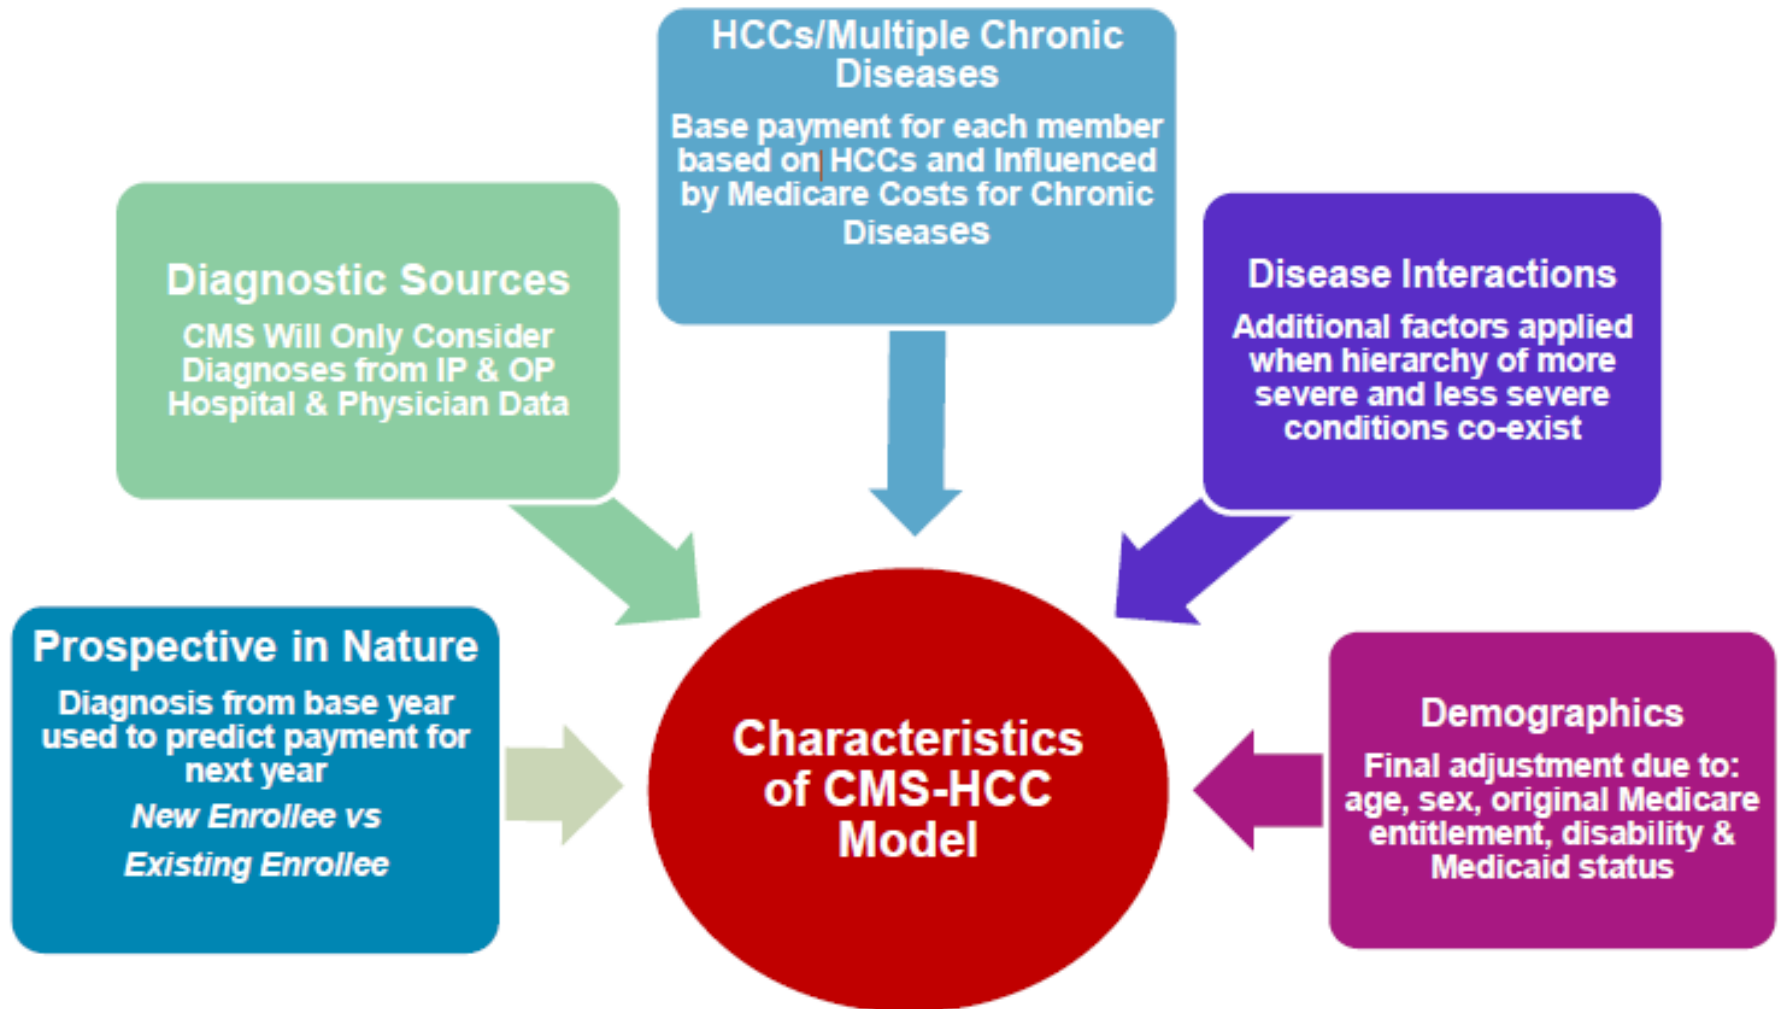 HCCs/Multiple Chronic
Diseases
Base payment for each member
based on HCCs and Influenced
by Medicare Costs for Chronic
Diseases
Diagnostic Sources
CMS Will Only Consider
Diagnoses from IP & OP
Hospital & Physician Data
Disease Interactions
Additional factors applied
when hierarchy of more
severe and less severe
conditions co-exist
Prospective in Nature
Diagnosis from base year
used to predict payment for
next year
New Enrollee vs
Existing Enrollee
Characteristics
of CMS-HCC
Model
Demographics
Final adjustment due to:
age, sex, original Medicare
entitlement, disability &
Medicaid status